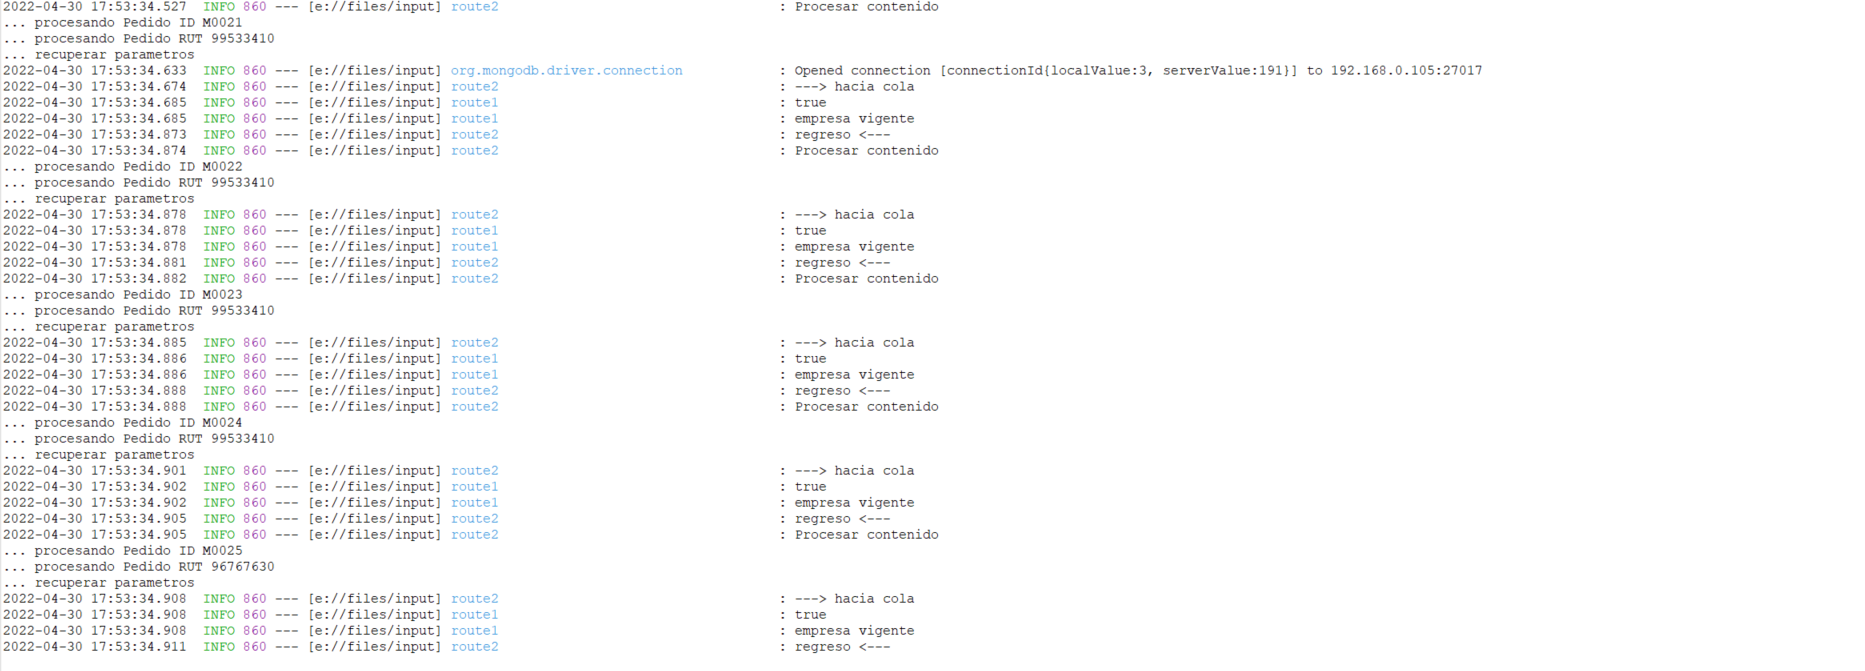 2022-04-30 17:53:34.527  INFO 860 --- [e://files/input] route2                                   : Procesar contenido
... procesando Pedido ID M0021
... procesando Pedido RUT 99533410
... recuperar parametros
2022-04-30 17:53:34.633  INFO 860 --- [e://files/input] org.mongodb.driver.connection            : Opened connection [connectionId{localValue:3, serverValue:191}] to 192.168.0.105:27017
2022-04-30 17:53:34.674  INFO 860 --- [e://files/input] route2                                   : ---> hacia cola
2022-04-30 17:53:34.685  INFO 860 --- [e://files/input] route1                                   : true
2022-04-30 17:53:34.685  INFO 860 --- [e://files/input] route1                                   : empresa vigente
2022-04-30 17:53:34.873  INFO 860 --- [e://files/input] route2                                   : regreso <---
2022-04-30 17:53:34.874  INFO 860 --- [e://files/input] route2                                   : Procesar contenido
... procesando Pedido ID M0022
... procesando Pedido RUT 99533410
... recuperar parametros
2022-04-30 17:53:34.878  INFO 860 --- [e://files/input] route2                                   : ---> hacia cola
2022-04-30 17:53:34.878  INFO 860 --- [e://files/input] route1                                   : true
2022-04-30 17:53:34.878  INFO 860 --- [e://files/input] route1                                   : empresa vigente
2022-04-30 17:53:34.881  INFO 860 --- [e://files/input] route2                                   : regreso <---
2022-04-30 17:53:34.882  INFO 860 --- [e://files/input] route2                                   : Procesar contenido
... procesando Pedido ID M0023
... procesando Pedido RUT 99533410
... recuperar parametros
2022-04-30 17:53:34.885  INFO 860 --- [e://files/input] route2                                   : ---> hacia cola
2022-04-30 17:53:34.886  INFO 860 --- [e://files/input] route1                                   : true
2022-04-30 17:53:34.886  INFO 860 --- [e://files/input] route1                                   : empresa vigente
2022-04-30 17:53:34.888  INFO 860 --- [e://files/input] route2                                   : regreso <---
2022-04-30 17:53:34.888  INFO 860 --- [e://files/input] route2                                   : Procesar contenido
... procesando Pedido ID M0024
... procesando Pedido RUT 99533410
... recuperar parametros
2022-04-30 17:53:34.901  INFO 860 --- [e://files/input] route2                                   : ---> hacia cola
2022-04-30 17:53:34.902  INFO 860 --- [e://files/input] route1                                   : true
2022-04-30 17:53:34.902  INFO 860 --- [e://files/input] route1                                   : empresa vigente
2022-04-30 17:53:34.905  INFO 860 --- [e://files/input] route2                                   : regreso <---
2022-04-30 17:53:34.905  INFO 860 --- [e://files/input] route2                                   : Procesar contenido
... procesando Pedido ID M0025
... procesando Pedido RUT 96767630
... recuperar parametros
2022-04-30 17:53:34.908  INFO 860 --- [e://files/input] route2                                   : ---> hacia cola
2022-04-30 17:53:34.908  INFO 860 --- [e://files/input] route1                                   : true
2022-04-30 17:53:34.908  INFO 860 --- [e://files/input] route1                                   : empresa vigente
2022-04-30 17:53:34.911  INFO 860 --- [e://files/input] route2                                   : regreso <---